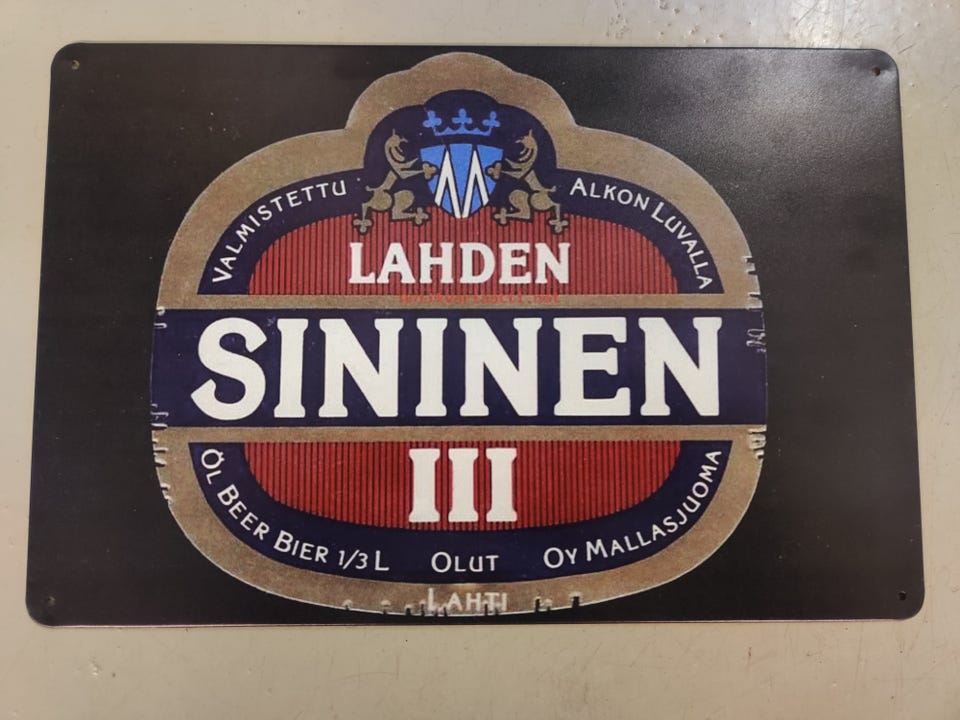 VALMISTETTU ALKON LUVALLA
LAHDEN
SININEN
III
ÖL BEER BIER 1/3 L OLUT OY MALLASJUOMA
LAHTI